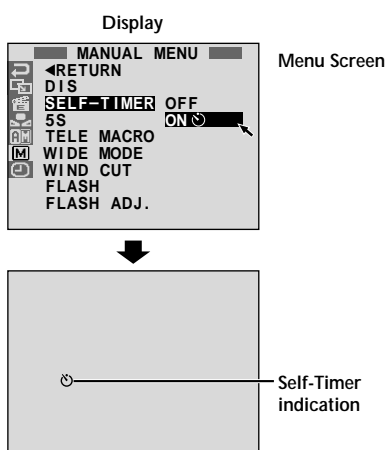 Display
MANUAL MENU
Menu Screen
◀RETURN
DIS
SELF-TIMER OFF
5S ON
TELE MACRO
WIDE MODE
WIND CUT
FLASH
FLASH ADJ.
AM
M
Self-Timer
indication